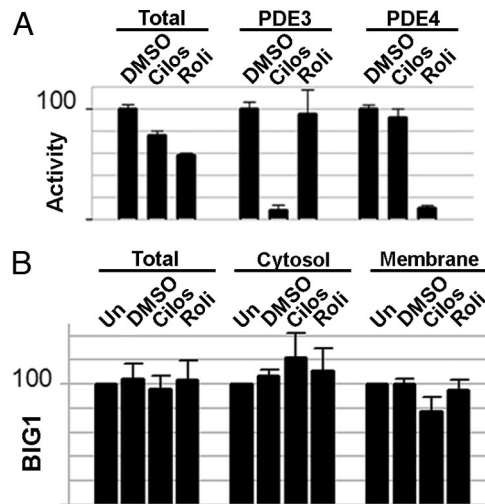 A
Total PDE3 PDE4
DMSO Cilos Roli DMSO Cilos Roli DMSO Cilos Roli
100
Activity
B
Total Cytosol Membrane
Un DMSO Cilos Roli Un DMSO Cilos Roli Un DMSO Cilos Roli
100
BIG1